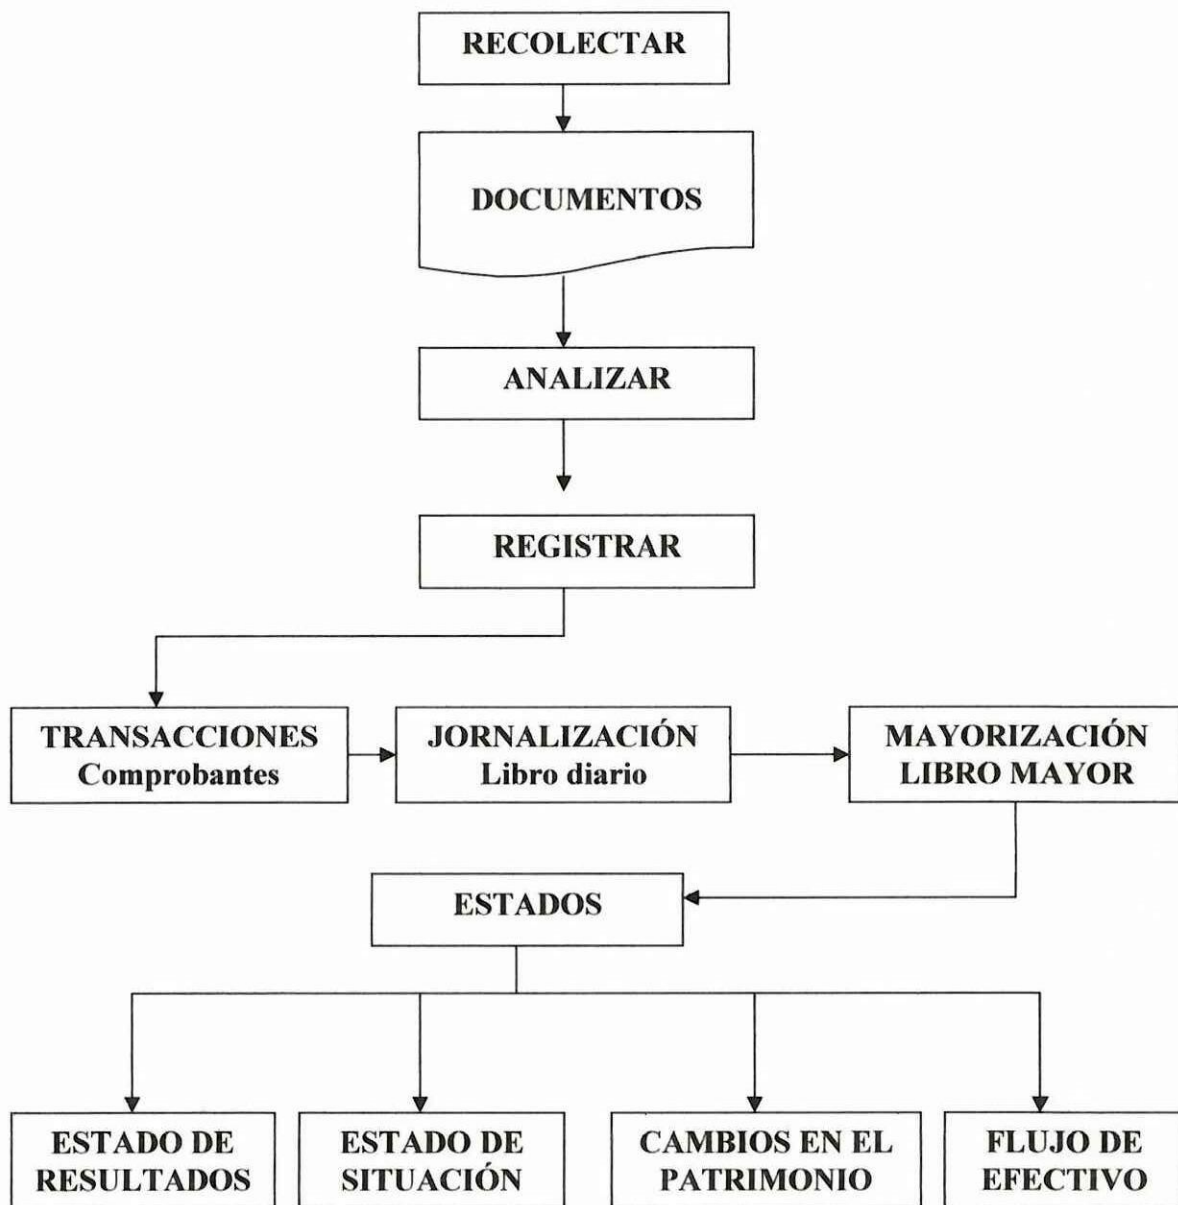 RECOLECTAR
DOCUMENTOS
ANALIZAR
REGISTRAR
TRANSACCIONES
Comprobantes
JORNALIZACIÓN
Libro diario
MAYORIZACIÓN
LIBRO MAYOR
ESTADOS
ESTADO DE
RESULTADOS
ESTADO DE
SITUACIÓN
CAMBIOS EN EL
PATRIMONIO
FLUJO DE
EFECTIVO